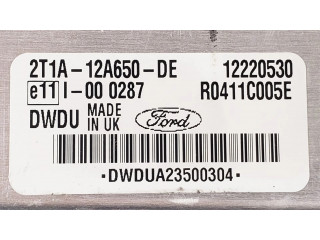 2T1A-12A650-DE 12220530
e11 I-00 0287 R0411C005E
DWDU MADE IN UK Ford
·DWDUA23500304·